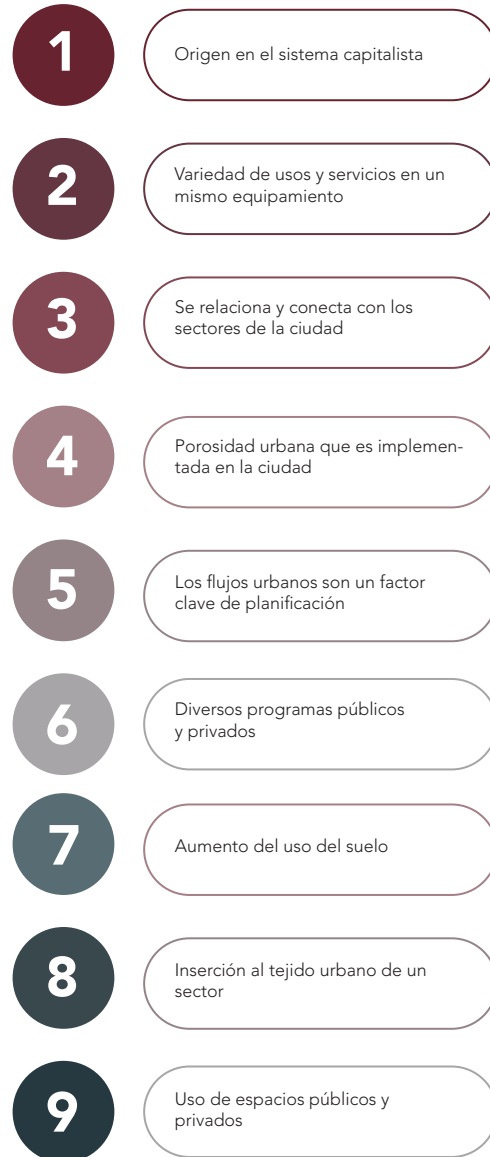 1
Origen en el sistema capitalista
2
Variedad de usos y servicios en un
mismo equipamiento
3
Se relaciona y conecta con los
sectores de la ciudad
4
Porosidad urbana que es implemen-
tada en la ciudad
5
Los flujos urbanos son un factor
clave de planificación
6
Diversos programas públicos
y privados
7
Aumento del uso del suelo
8
Inserción al tejido urbano de un
sector
9
Uso de espacios públicos y
privados